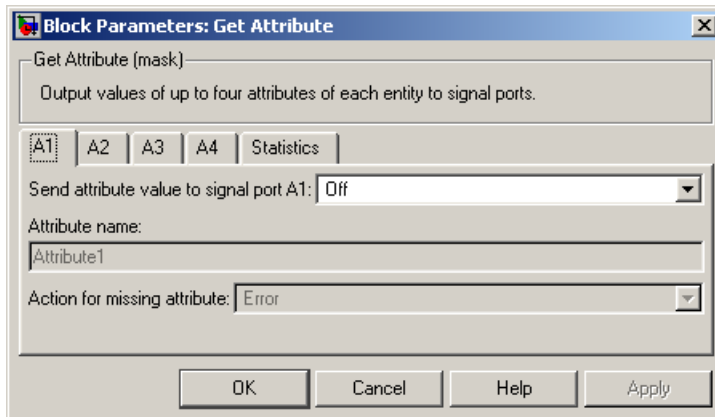 Block Parameters: Get Attribute
Get Attribute (mask)
Output values of up to four attributes of each entity to signal ports.
A1 A2 A3 A4 Statistics
Send attribute value to signal port A1: Off
Attribute name:
Attribute1
Action for missing attribute: Error
OK Cancel Help Apply